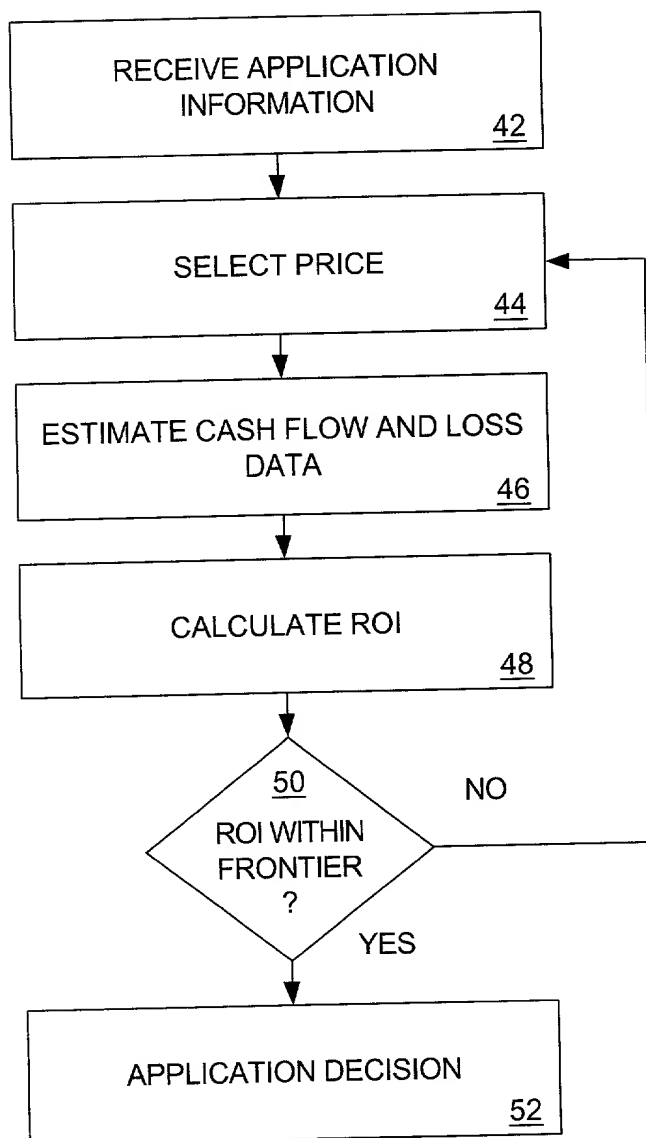 RECEIVE APPLICATION
INFORMATION
42
SELECT PRICE
44
ESTIMATE CASH FLOW AND LOSS
DATA
46
CALCULATE ROI
48
50
NO
ROI WITHIN
FRONTIER
?
YES
APPLICATION DECISION
52